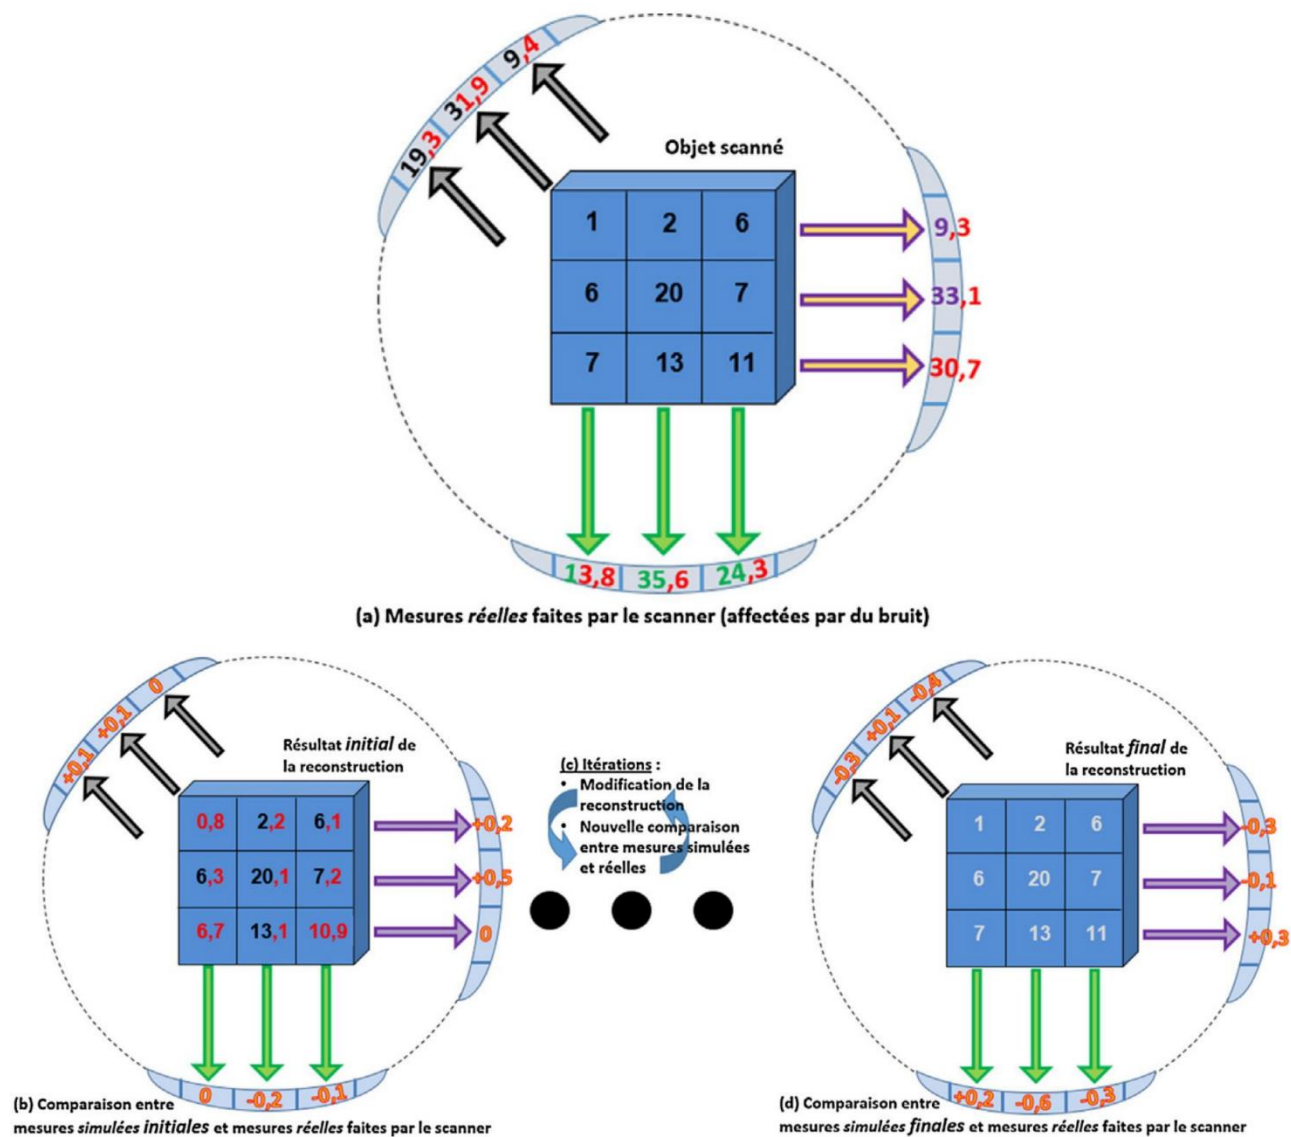 9,4
31,9
19,3
Objet scanné
1 2 6
9,3
6 20 7
33,1
7 13 11
30,7
13,8 35,6 24,3
(a) Mesures réelles faites par le scanner (affectées par du bruit)
0
+0,1
+0,1
Résultat initial de
la reconstruction
0,8 2,2 6,1
+0,2
6,3 20,1 7,2
+0,5
6,7 13,1 10,9
0
0 -0,2 -0,1
(b) Comparaison entre
mesures simulées initiales et mesures réelles faites par le scanner
(c) Itérations :
• Modification de la
reconstruction
• Nouvelle comparaison
entre mesures simulées
et réelles
-0,4
+0,1
-0,3
Résultat final de
la reconstruction
1 2 6
-0,3
6 20 7
-0,1
7 13 11
+0,3
+0,2 -0,6 -0,3
(d) Comparaison entre
mesures simulées finales et mesures réelles faites par le scanner